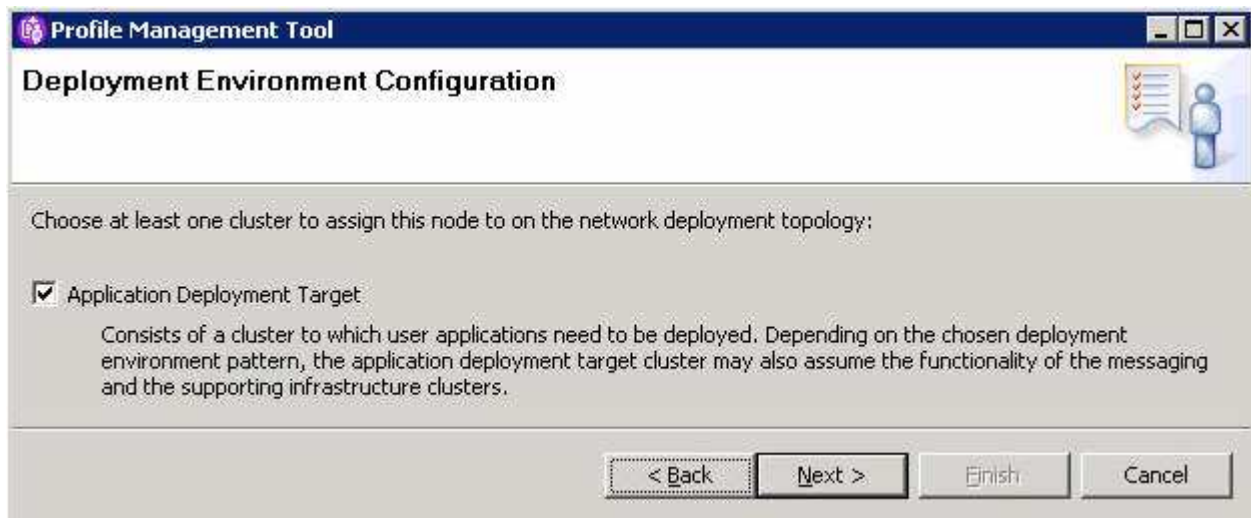 Profile Management Tool
Deployment Environment Configuration
Choose at least one cluster to assign this node to on the network deployment topology:
Application Deployment Target
Consists of a cluster to which user applications need to be deployed. Depending on the chosen deployment
environment pattern, the application deployment target cluster may also assume the functionality of the messaging
and the supporting infrastructure clusters.
< Back Next > Finish Cancel